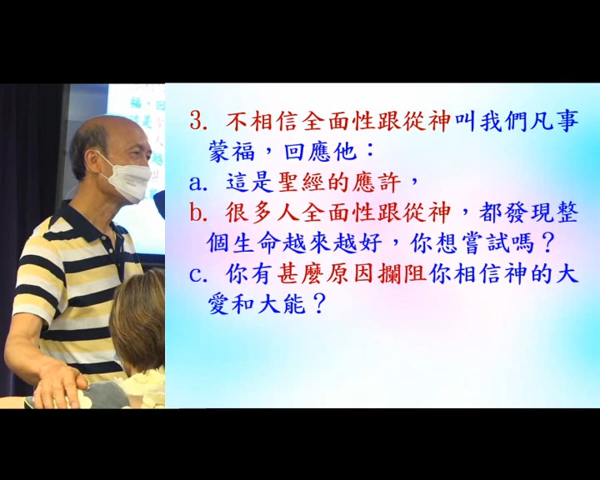 3. 不相信全面性跟從神叫我們凡事
蒙福，回應他：
a. 這是聖經的應許，
b. 很多人全面性跟從神，都發現整
個生命越來越好，你想嘗試嗎？
c. 你有甚麼原因攔阻你相信神的大
愛和大能？